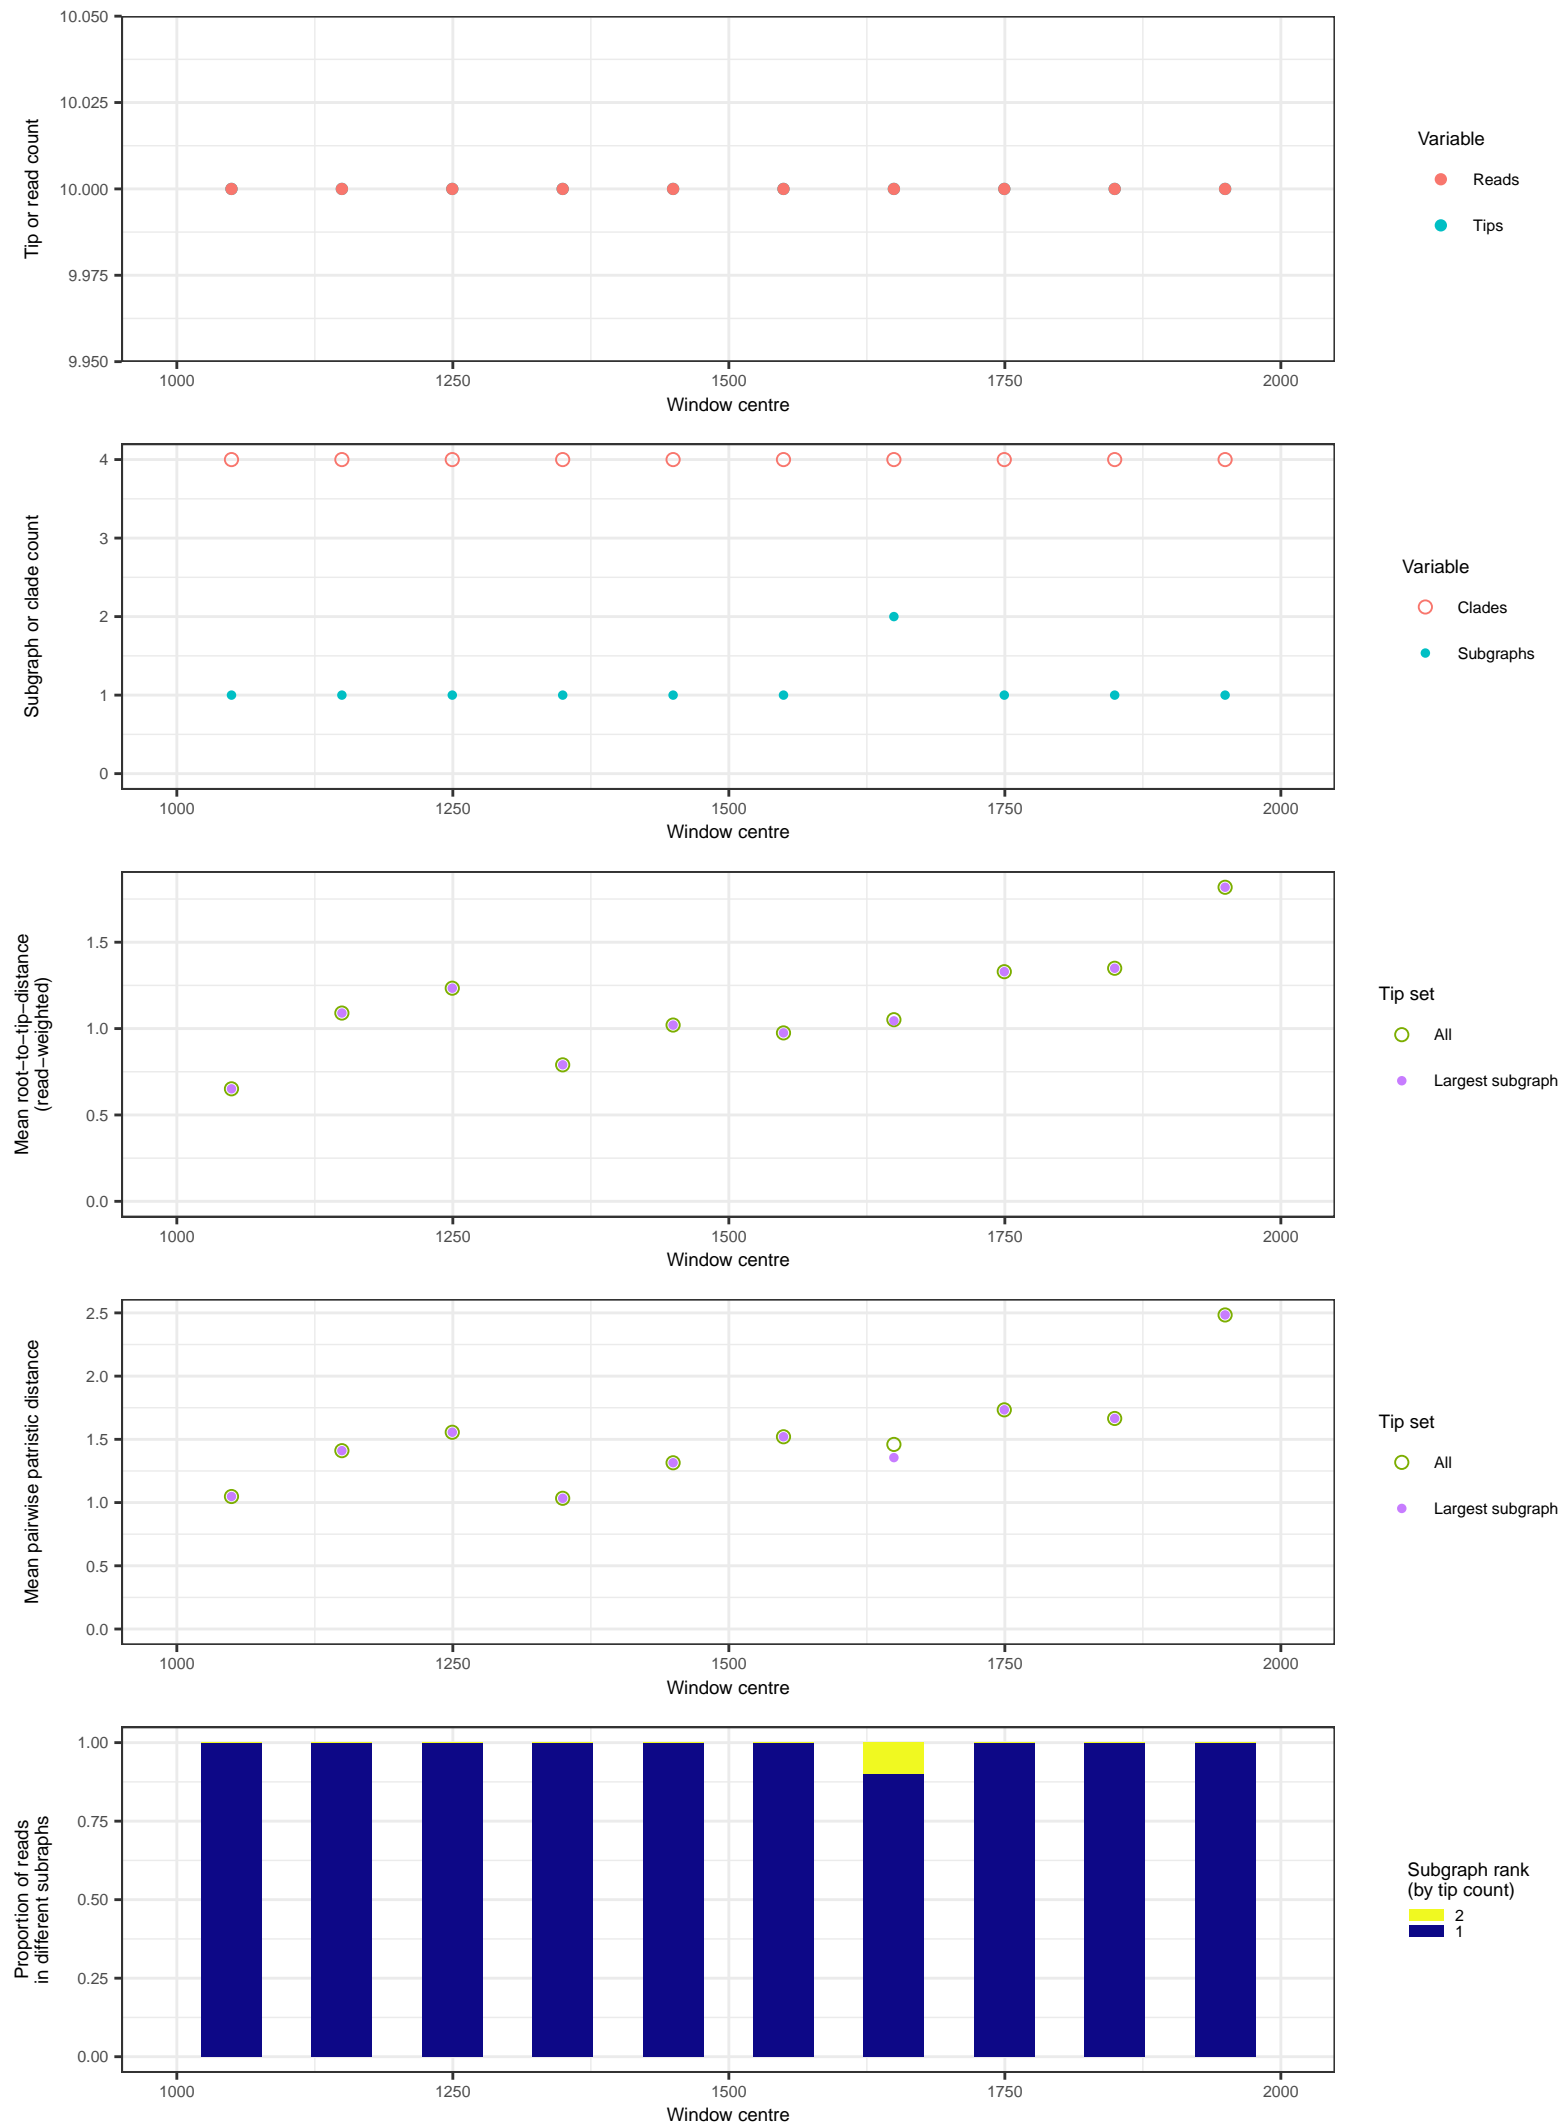 10.050
10.025
10.000
9.975
9.950
Tip or read count
1000 1250 1500 1750 2000
Window centre
Variable
Reads
Tips
4
3
2
1
0
Subgraph or clade count
1000 1250 1500 1750 2000
Window centre
Variable
Clades
Subgraphs
1.5
1.0
0.5
0.0
Mean root−to−tip−distance
(read−weighted)
1000 1250 1500 1750 2000
Window centre
Tip set
All
Largest subgraph
2.5
2.0
1.5
1.0
0.5
0.0
Mean pairwise patristic distance
1000 1250 1500 1750 2000
Window centre
Tip set
All
Largest subgraph
1.00
0.75
0.50
0.25
0.00
Proportion of reads
in different subraphs
1000 1250 1500 1750 2000
Window centre
Subgraph rank
(by tip count)
2
1